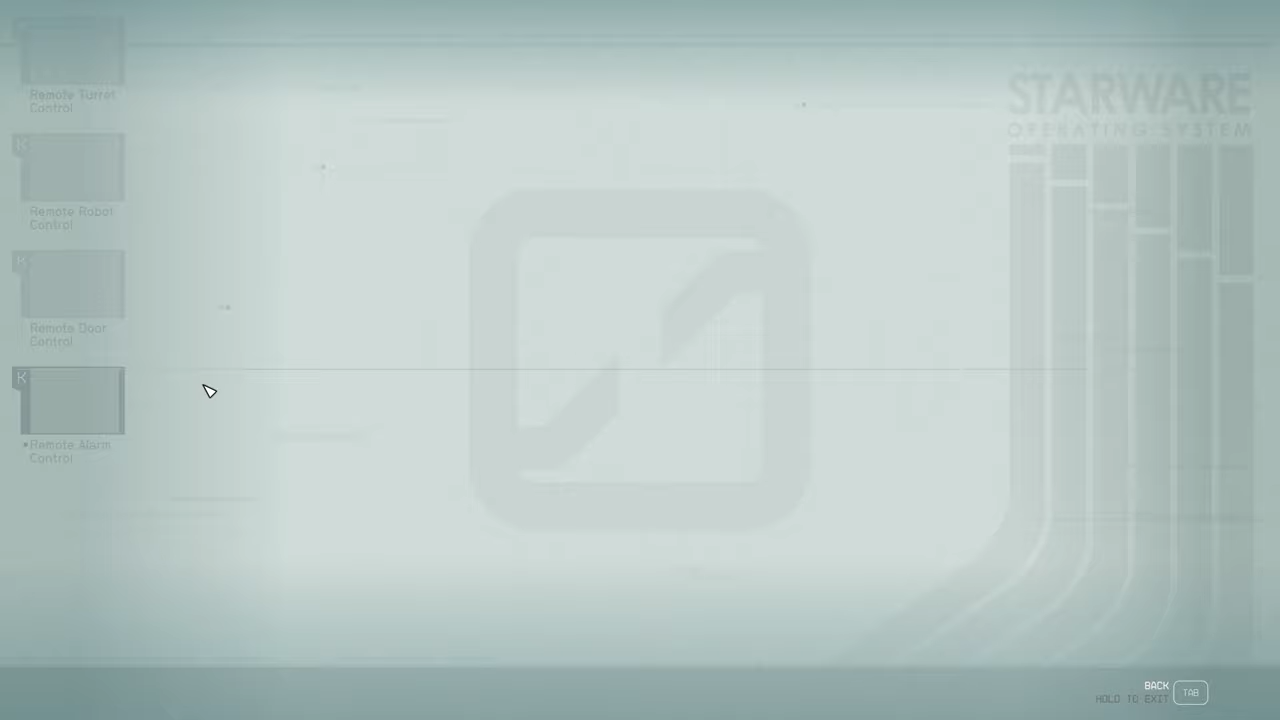 Remote Turret
Control
K
Remote Robot
Control
K
Remote Door
Control
K
Remote Alarm
Control
STARWARE
OPERATING SYSTEM
BACK
HOLD TO EXIT
TAB